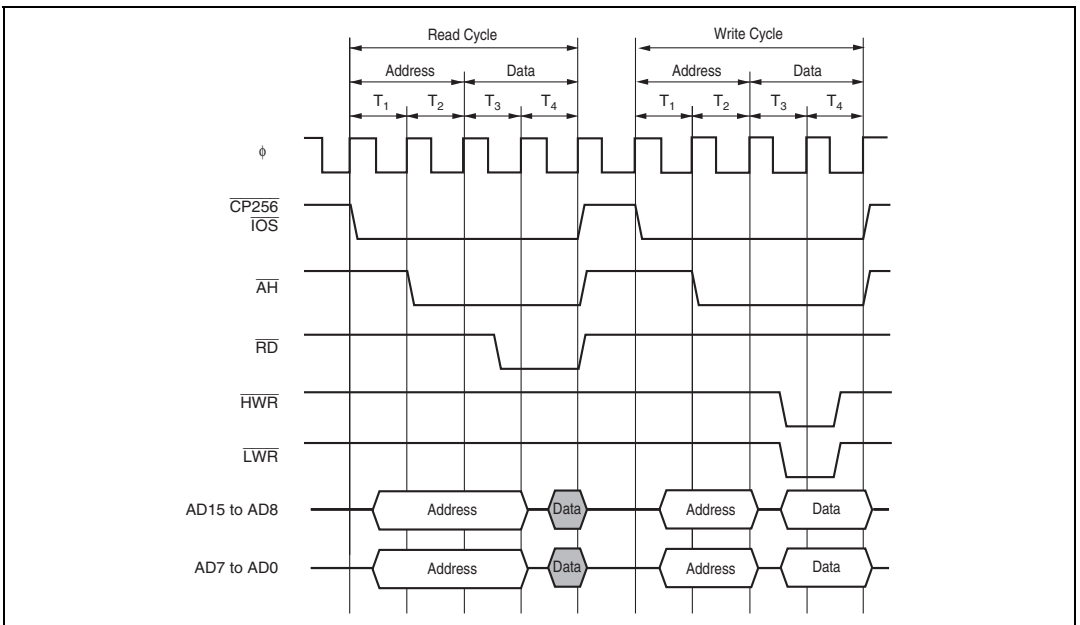 Read Cycle Write Cycle
Address Data Address Data
T1 T2 T3 T4 T1 T2 T3 T4
ϕ
CP256
IOS
AH
RD
HWR
LWR
AD15 to AD8 Address Data Address Data
AD7 to AD0 Address Data Address Data